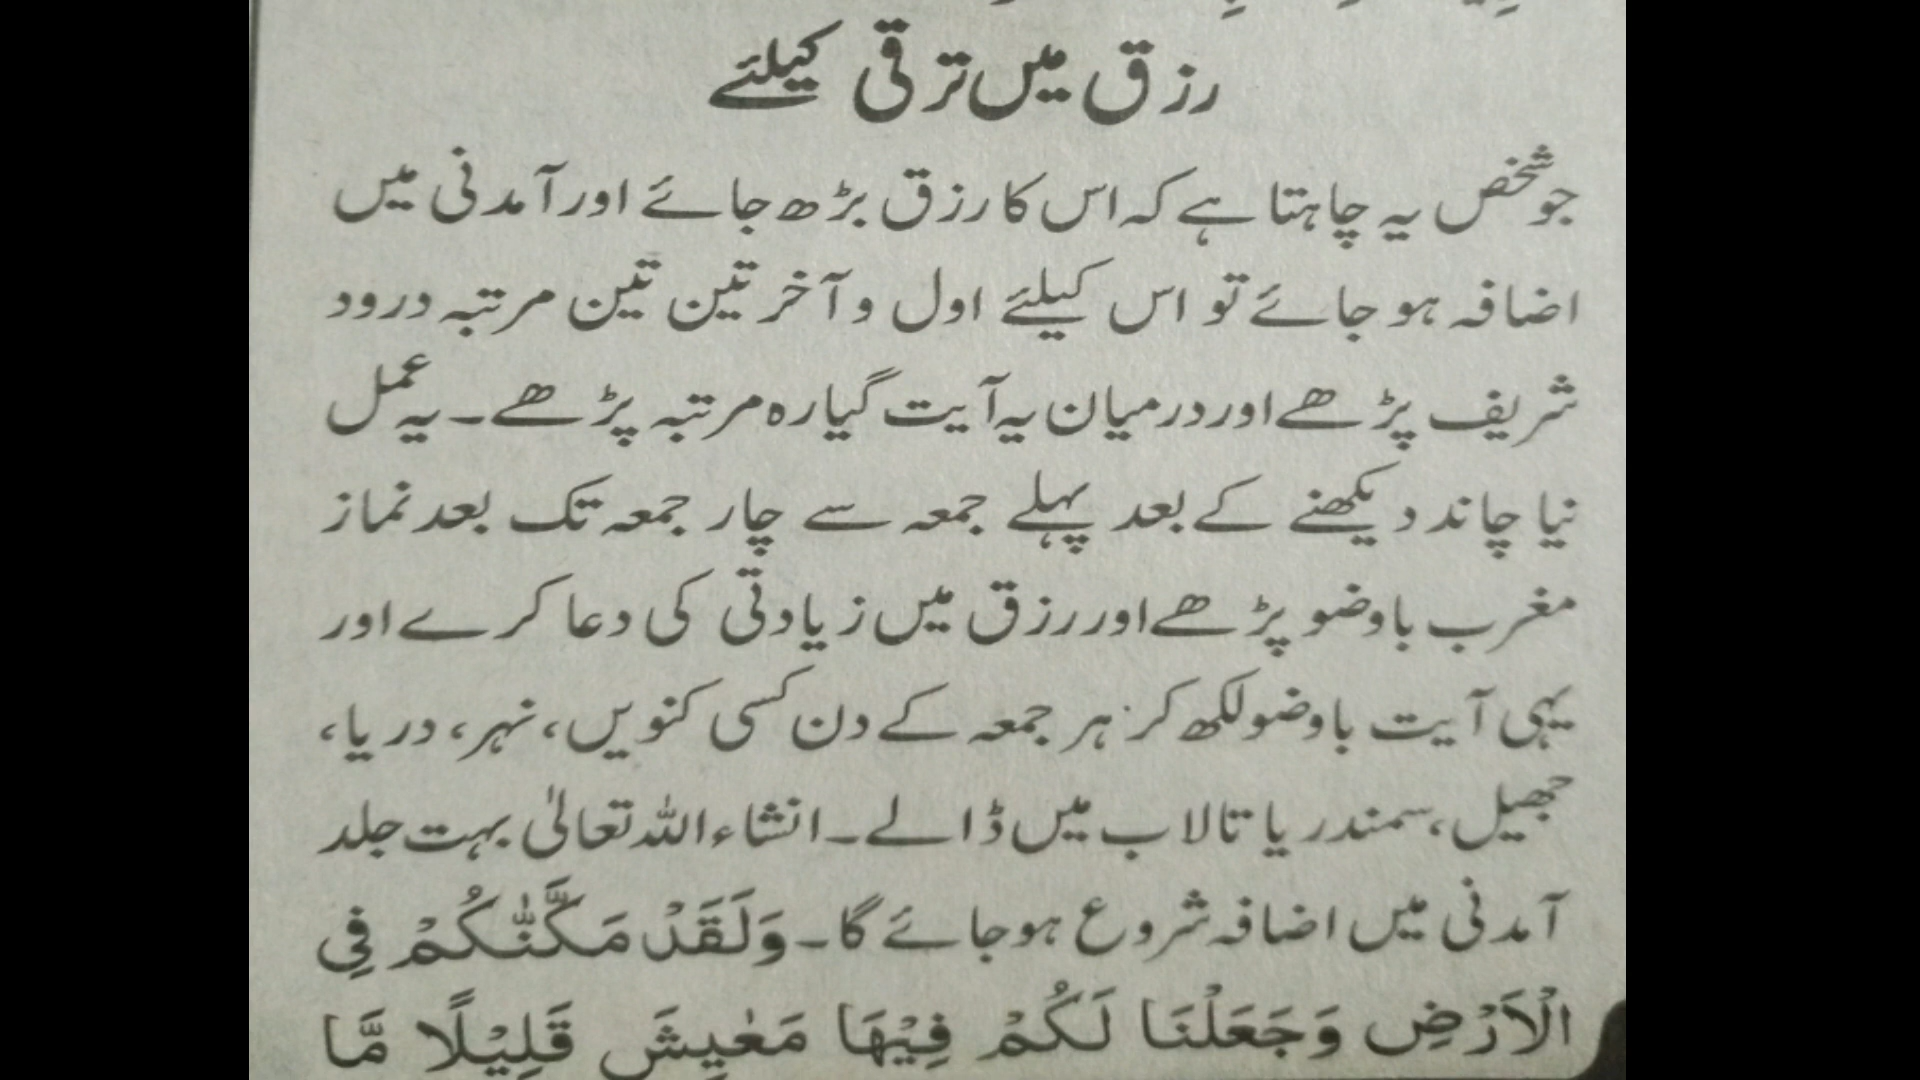 رزق میں ترقی کیلئے
جو شخص یہ چاہتا ہے کہ اس کا رزق بڑھ جائے اور آمدنی میں
اضافہ ہو جائے تو اس کیلئے اول و آخر تین تین مرتبہ درود
شریف پڑھے اور درمیان یہ آیت گیارہ مرتبہ پڑھے۔ یہ عمل
نیا چاند دیکھنے کے بعد پہلے جمعہ سے چار جمعہ تک بعد نماز
مغرب باوضو پڑھے اور رزق میں زیادتی کی دعا کرے اور
یہی آیت باوضو لکھ کر ہر جمعہ کے دن کسی کنویں، نہر، دریا،
جھیل، سمندر یا تالاب میں ڈالے۔ انشاء اللہ تعالیٰ بہت جلد
آمدنی میں اضافہ شروع ہو جائے گا۔ وَلَقَدْ مَكَّنّٰكُمْ فِي
الْاَرْضِ وَجَعَلْنَا لَكُمْ فِيْهَا مَعٰيِشَ قَلِيْلًا مَّا